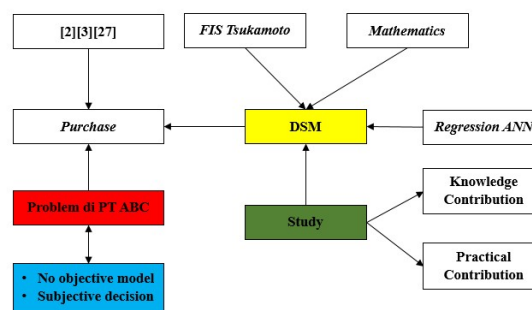 [2][3][27]
FIS Tsukamoto
Mathematics
Purchase
DSM
Regression ANN
Problem di PT ABC
Study
Knowledge
Contribution
• No objective model
• Subjective decision
Practical
Contribution